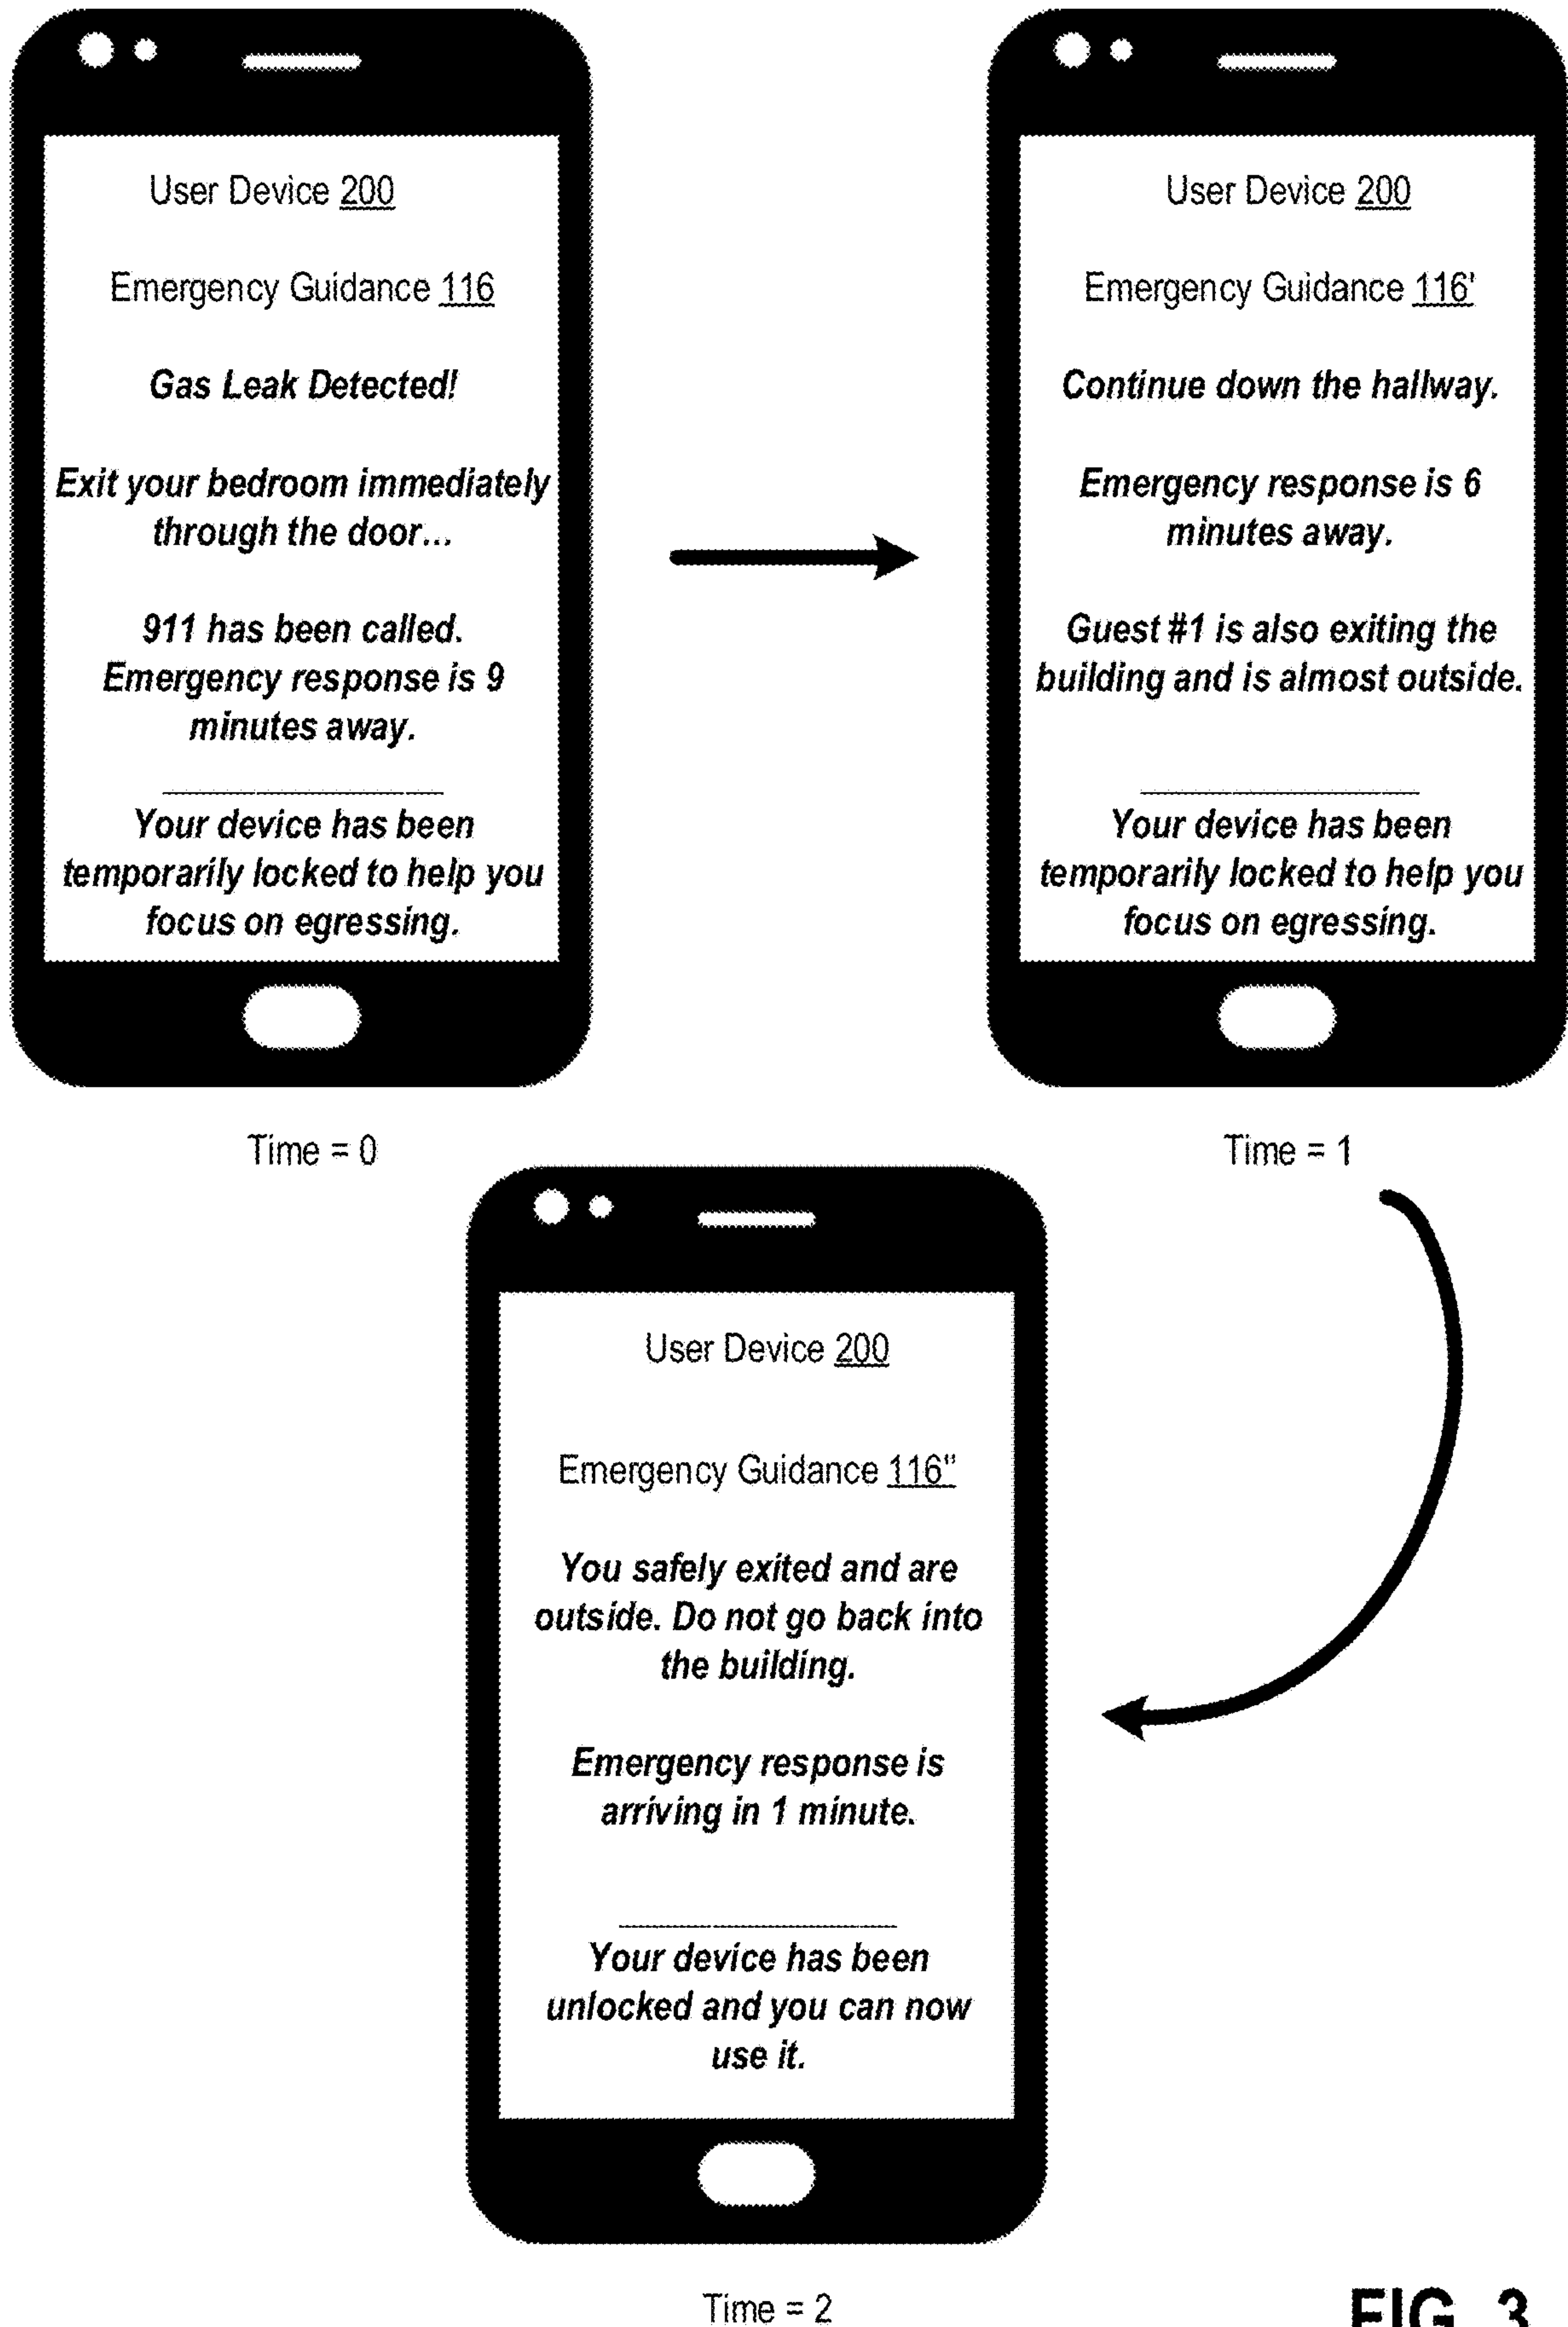 User Device 200
Emergency Guidance 116
Gas Leak Detected!
Exit your bedroom immediately
through the door...
911 has been called.
Emergency response is 9
minutes away.
Your device has been
temporarily locked to help you
focus on egressing.
Time = 0
User Device 200
Emergency Guidance 116'
Continue down the hallway.
Emergency response is 6
minutes away.
Guest #1 is also exiting the
building and is almost outside.
Your device has been
temporarily locked to help you
focus on egressing.
Time = 1
User Device 200
Emergency Guidance 116"
You safely exited and are
outside. Do not go back into
the building.
Emergency response is
arriving in 1 minute.
Your device has been
unlocked and you can now
use it.
Time = 2
FIG. 3